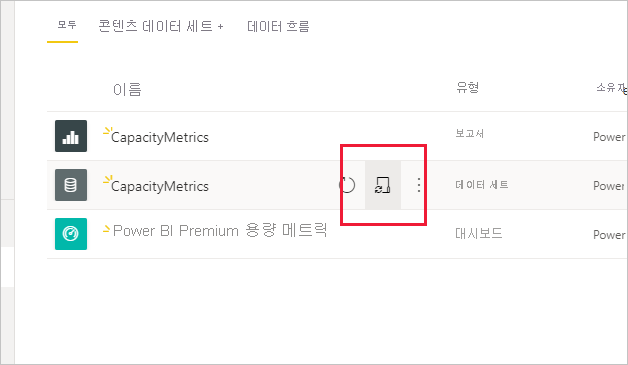 모두 콘텐츠 데이터 세트 + 데이터 흐름
이름 유형 소유자
CapacityMetrics 보고서 Power
CapacityMetrics 데이터 세트 Power
Power BI Premium 용량 메트릭 대시보드 Power